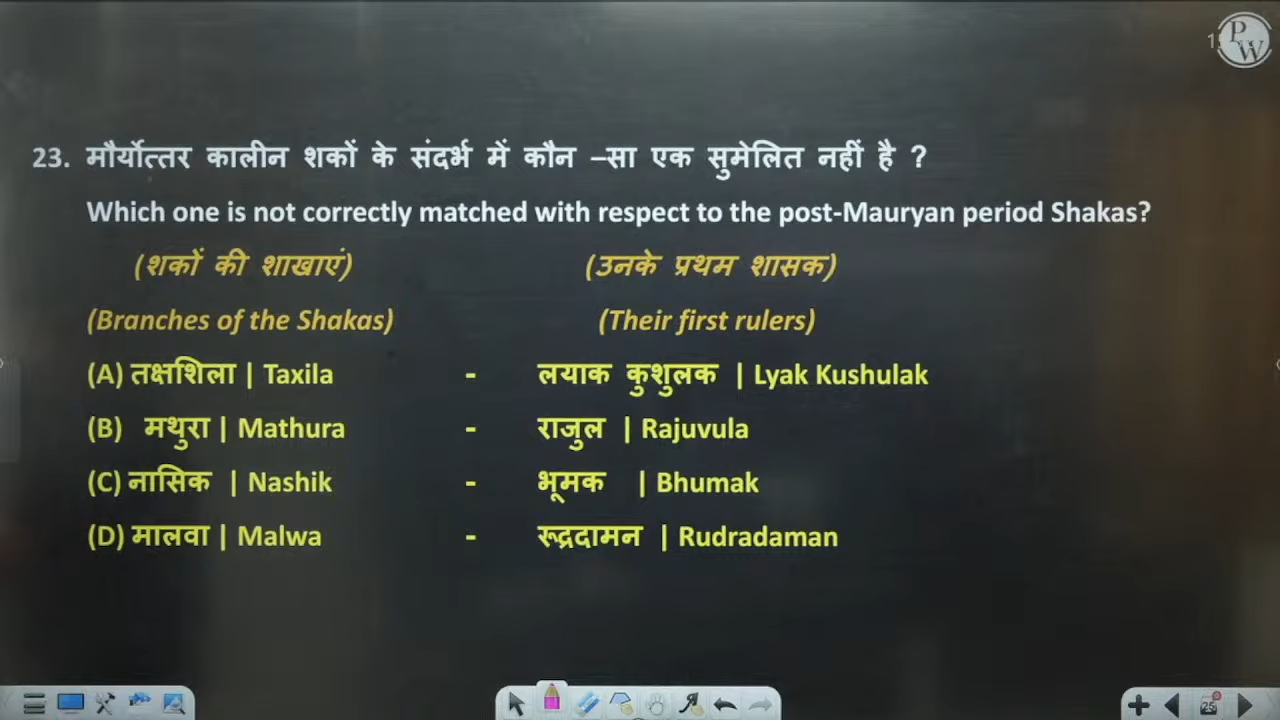 PW
23. मौर्योत्तर कालीन शकों के संदर्भ में कौन –सा एक सुमेलित नहीं है ?
Which one is not correctly matched with respect to the post-Mauryan period Shakas?
(शकों की शाखाएं) (उनके प्रथम शासक)
(Branches of the Shakas) (Their first rulers)
(A) तक्षशिला | Taxila - लयाक कुशुलक | Lyak Kushulak
(B) मथुरा | Mathura - राजुल | Rajuvula
(C) नासिक | Nashik - भूमक | Bhumak
(D) मालवा | Malwa - रूद्रदामन | Rudradaman
25